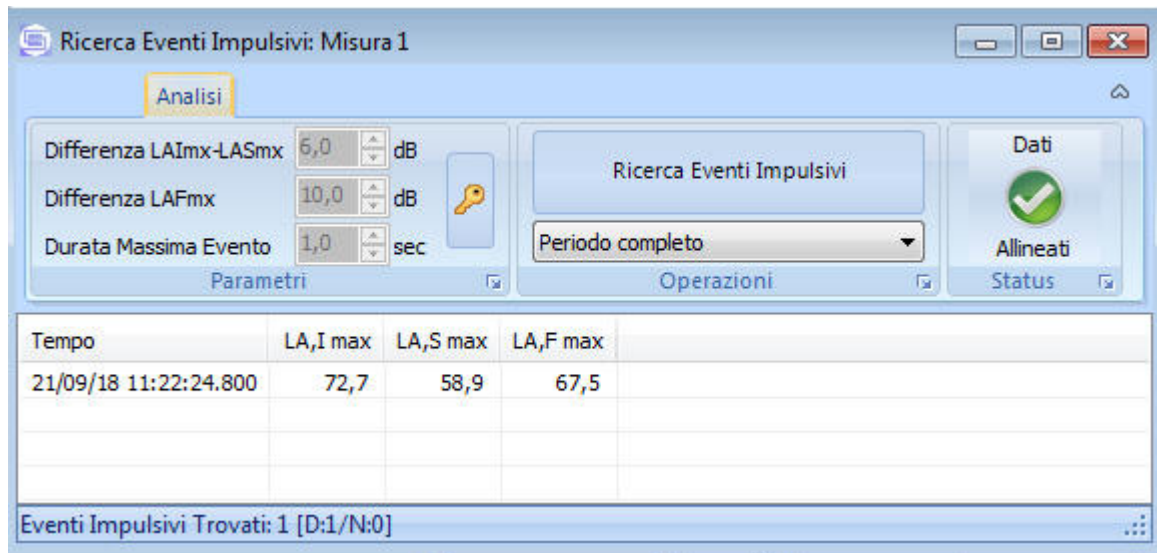 Ricerca Eventi Impulsivi: Misura 1
Analisi
Differenza LAImx-LASmx 6,0 dB
Differenza LAFmx 10,0 dB
Durata Massima Evento 1,0 sec
Parametri
Ricerca Eventi Impulsivi
Periodo completo
Operazioni
Dati
Allineati
Status
Tempo LA,I max LA,S max LA,F max
21/09/18 11:22:24.800 72,7 58,9 67,5
Eventi Impulsivi Trovati: 1 [D:1/N:0]